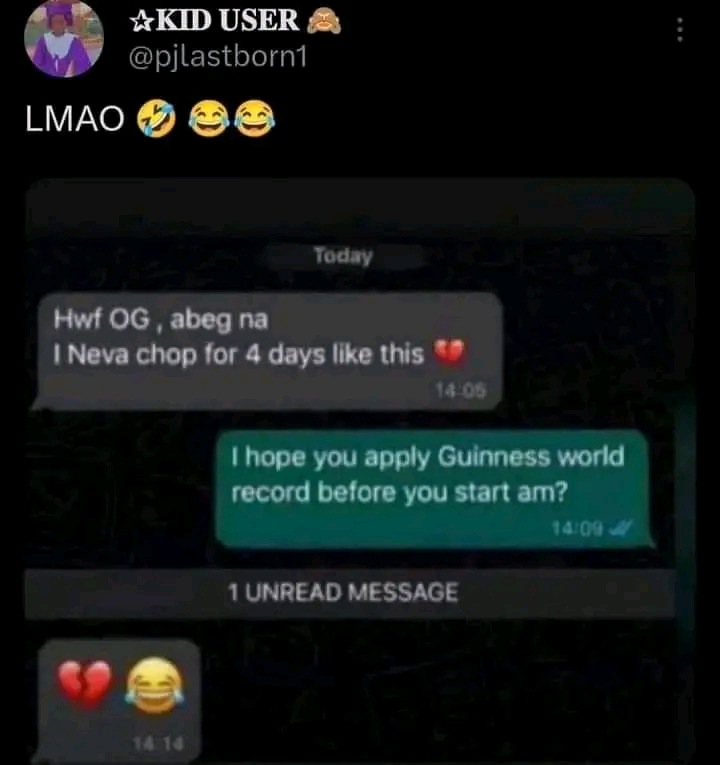 ☆KID USER 🙈
@pjlastborn1
LMAO 🤣 😂😂
Today
Hwf OG , abeg na
I Neva chop for 4 days like this 💔
14:05
I hope you apply Guinness world
record before you start am?
14:09
1 UNREAD MESSAGE
💔 😂
14:14